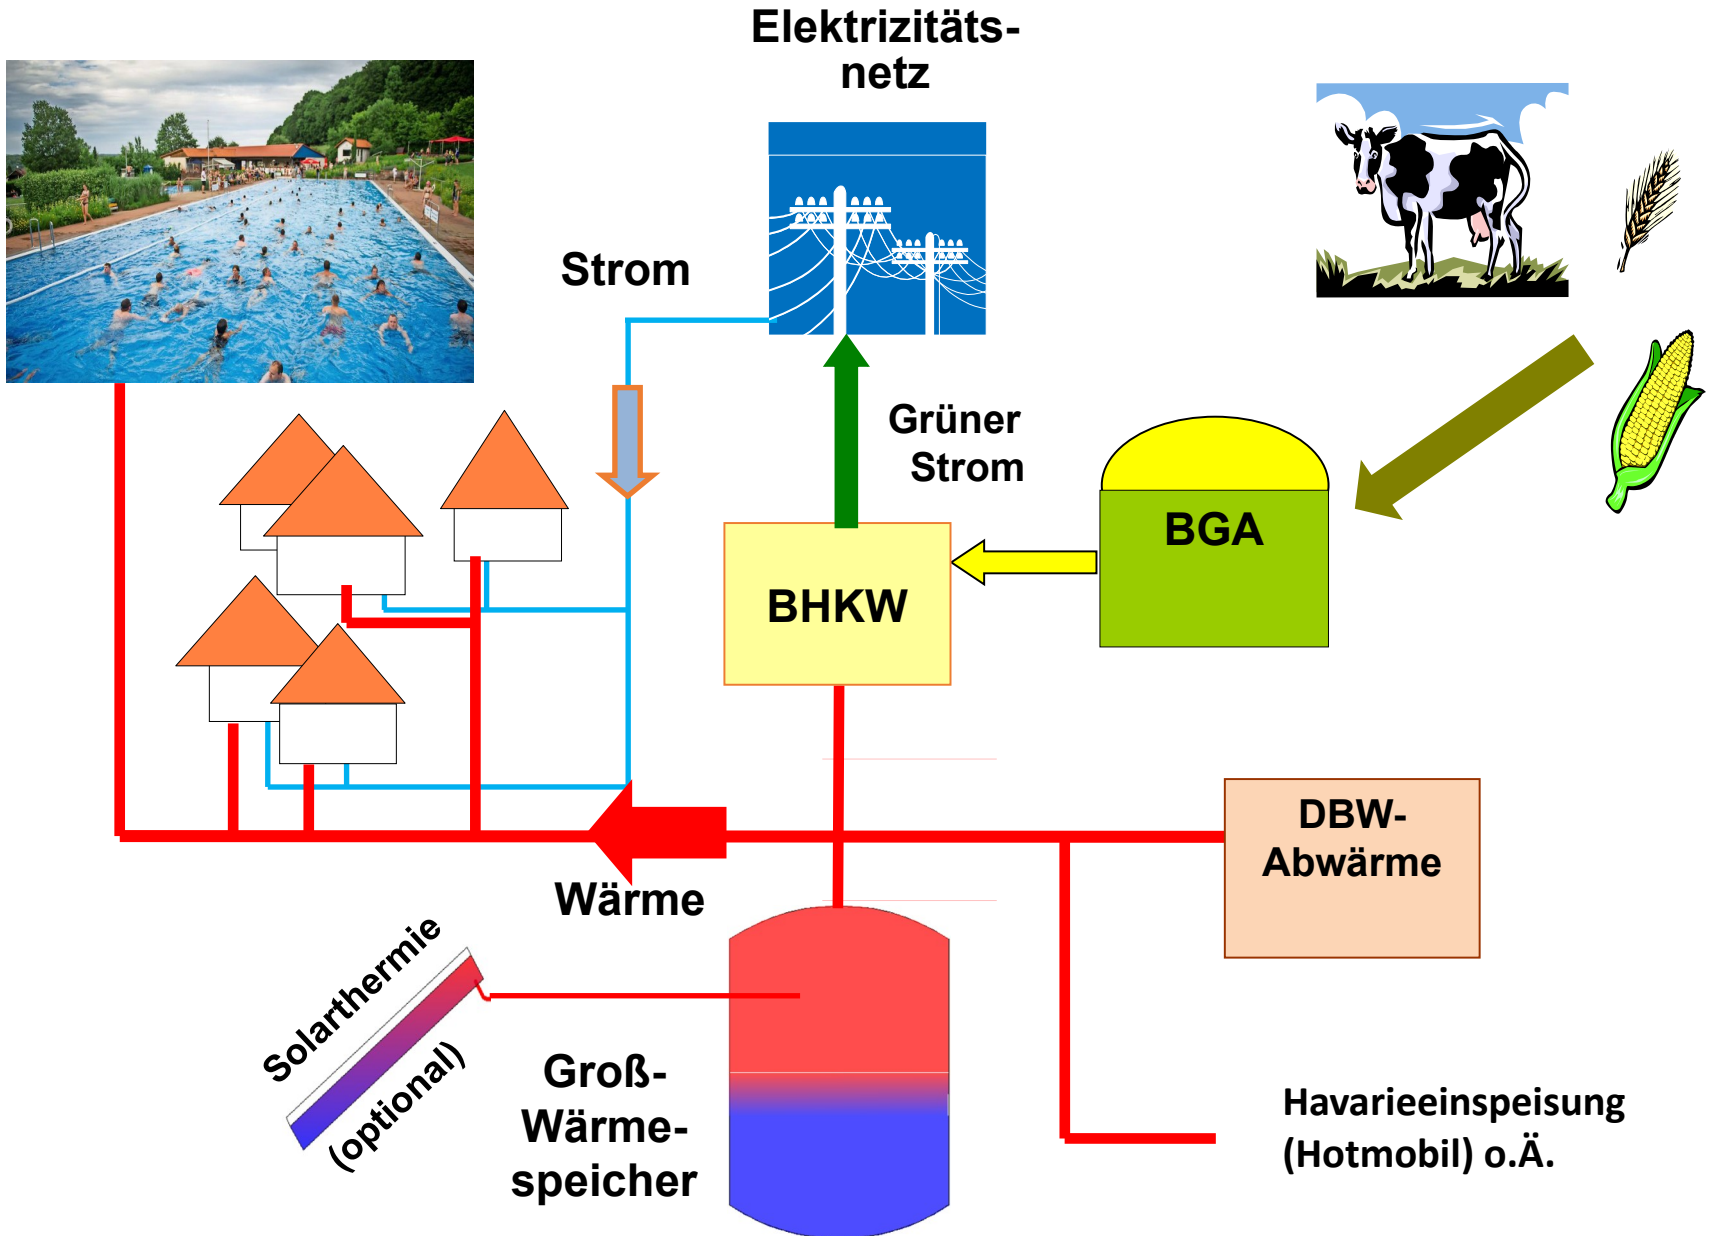 Elektrizitäts-
netz
Strom
Grüner
Strom
BGA
BHKW
DBW-
Abwärme
Wärme
Solarthermie
(optional)
Groß-
Wärme-
speicher
Havarieeinspeisung
(Hotmobil) o.Ä.